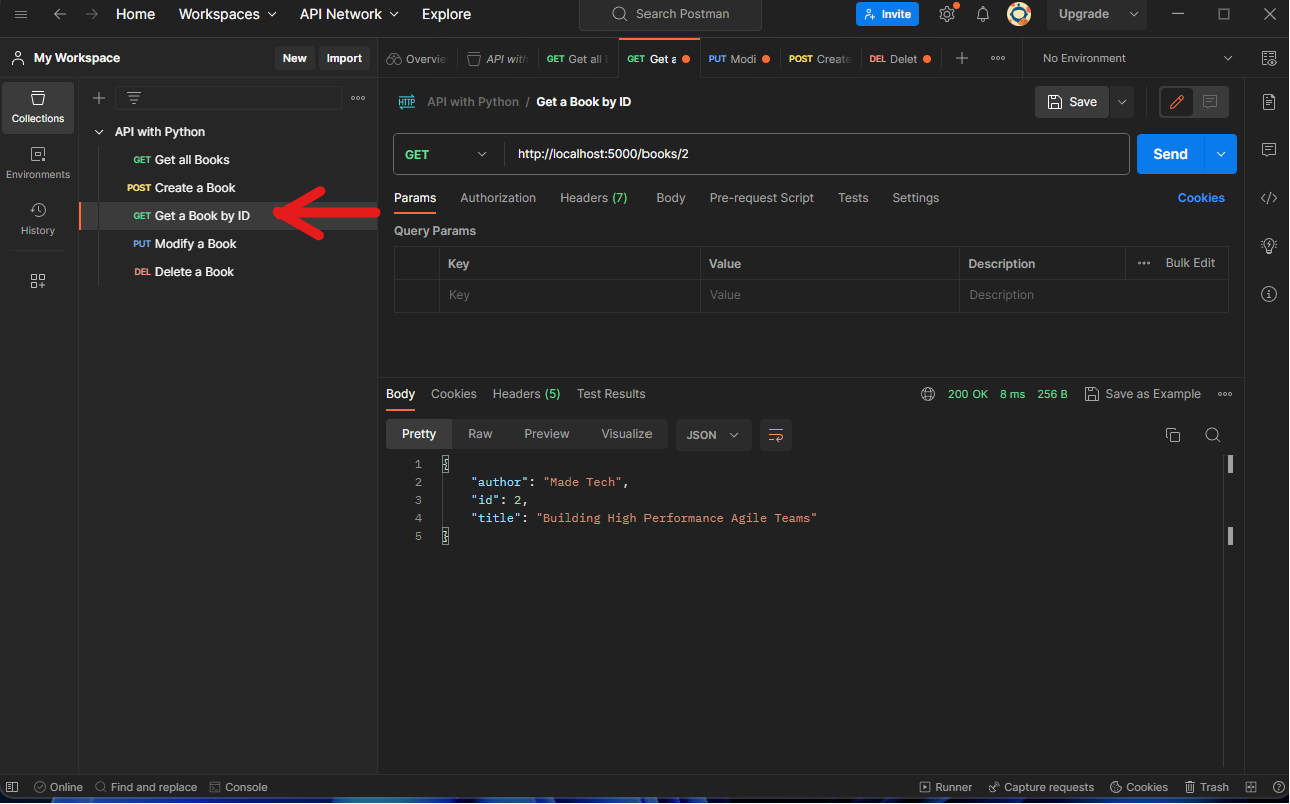 Home Workspaces API Network Explore Search Postman Invite Upgrade
My Workspace New Import Overvie API with GET Get all GET Get a PUT Modi POST Create DEL Delet No Environment
Collections
Environments
History
API with Python
GET Get all Books
POST Create a Book
GET Get a Book by ID
PUT Modify a Book
DEL Delete a Book
HTTP API with Python / Get a Book by ID Save
GET http://localhost:5000/books/2 Send
Params Authorization Headers (7) Body Pre-request Script Tests Settings Cookies
Query Params
Key Value Description Bulk Edit
Key Value Description
Body Cookies Headers (5) Test Results 200 OK 8 ms 256 B Save as Example
Pretty Raw Preview Visualize JSON
1 {
2 "author": "Made Tech",
3 "id": 2,
4 "title": "Building High Performance Agile Teams"
5 }
Online Find and replace Console Runner Capture requests Cookies Trash